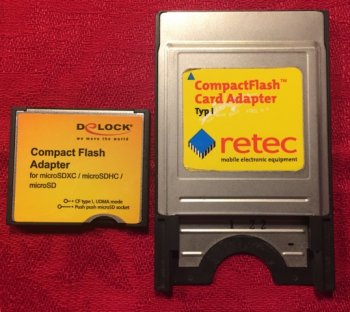 DeLOCK
we move the world
Compact Flash
Adapter
for microSDXC / microSDHC /
microSD
CF type I, UDMA mode
Push push microSD socket
CompactFlash™
Card Adapter
Typ I
retec
mobile electronic equipment